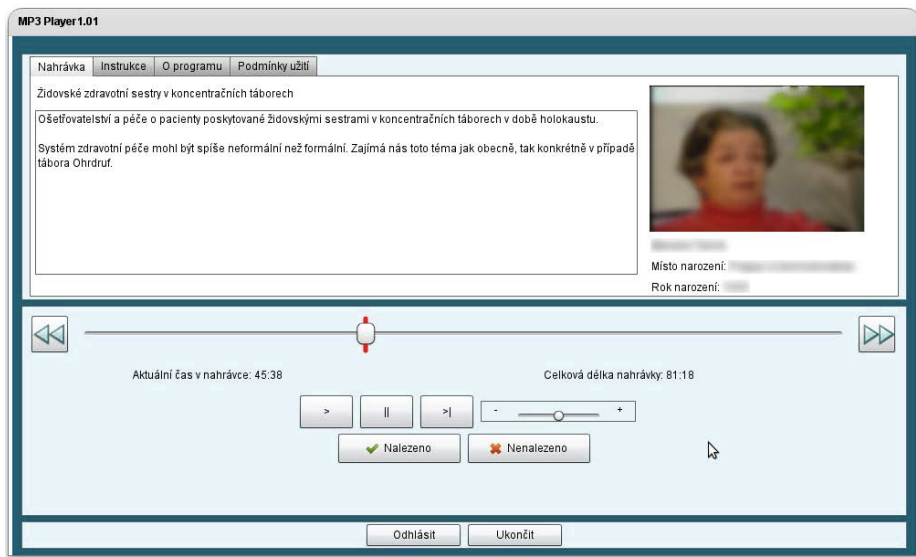 MP3 Player 1.01
Nahrávka Instrukce O programu Podmínky užití
Židovské zdravotní sestry v koncentračních táborech
Ošetřovatelství a péče o pacienty poskytované židovskými sestrami v koncentračních táborech v době holokaustu.
Systém zdravotní péče mohl být spíše neformální než formální. Zajímá nás toto téma jak obecně, tak konkrétně v případě
tábora Ohrdruf.
Místo narození:
Rok narození:
Aktuální čas v nahrávce: 45:38
Celková délka nahrávky: 81:18
> || >| - +
Nalezeno Nenalezeno
Odhlásit Ukončit